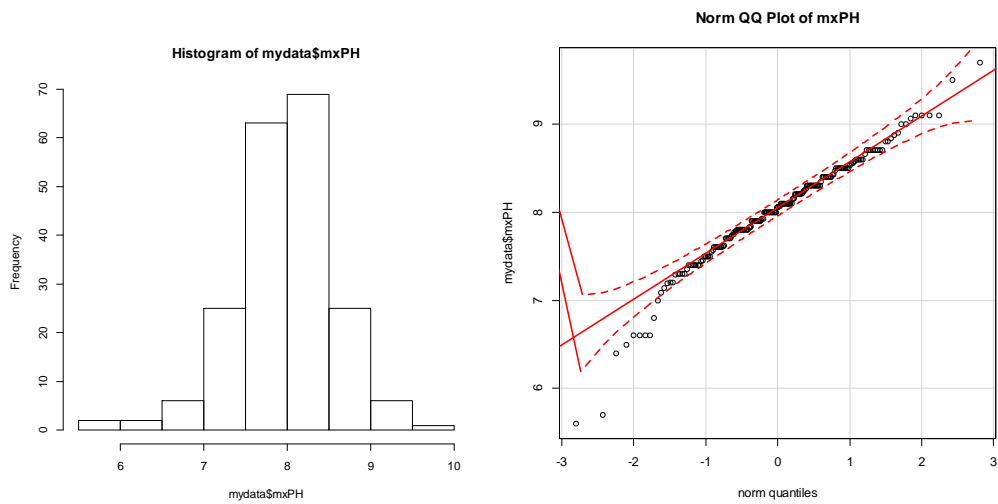 Histogram of mydata$mxPH
Frequency
0
10
20
30
40
50
60
70
6 7 8 9 10
mydata$mxPH
Norm QQ Plot of mxPH
mydata$mxPH
6
7
8
9
-3 -2 -1 0 1 2 3
norm quantiles